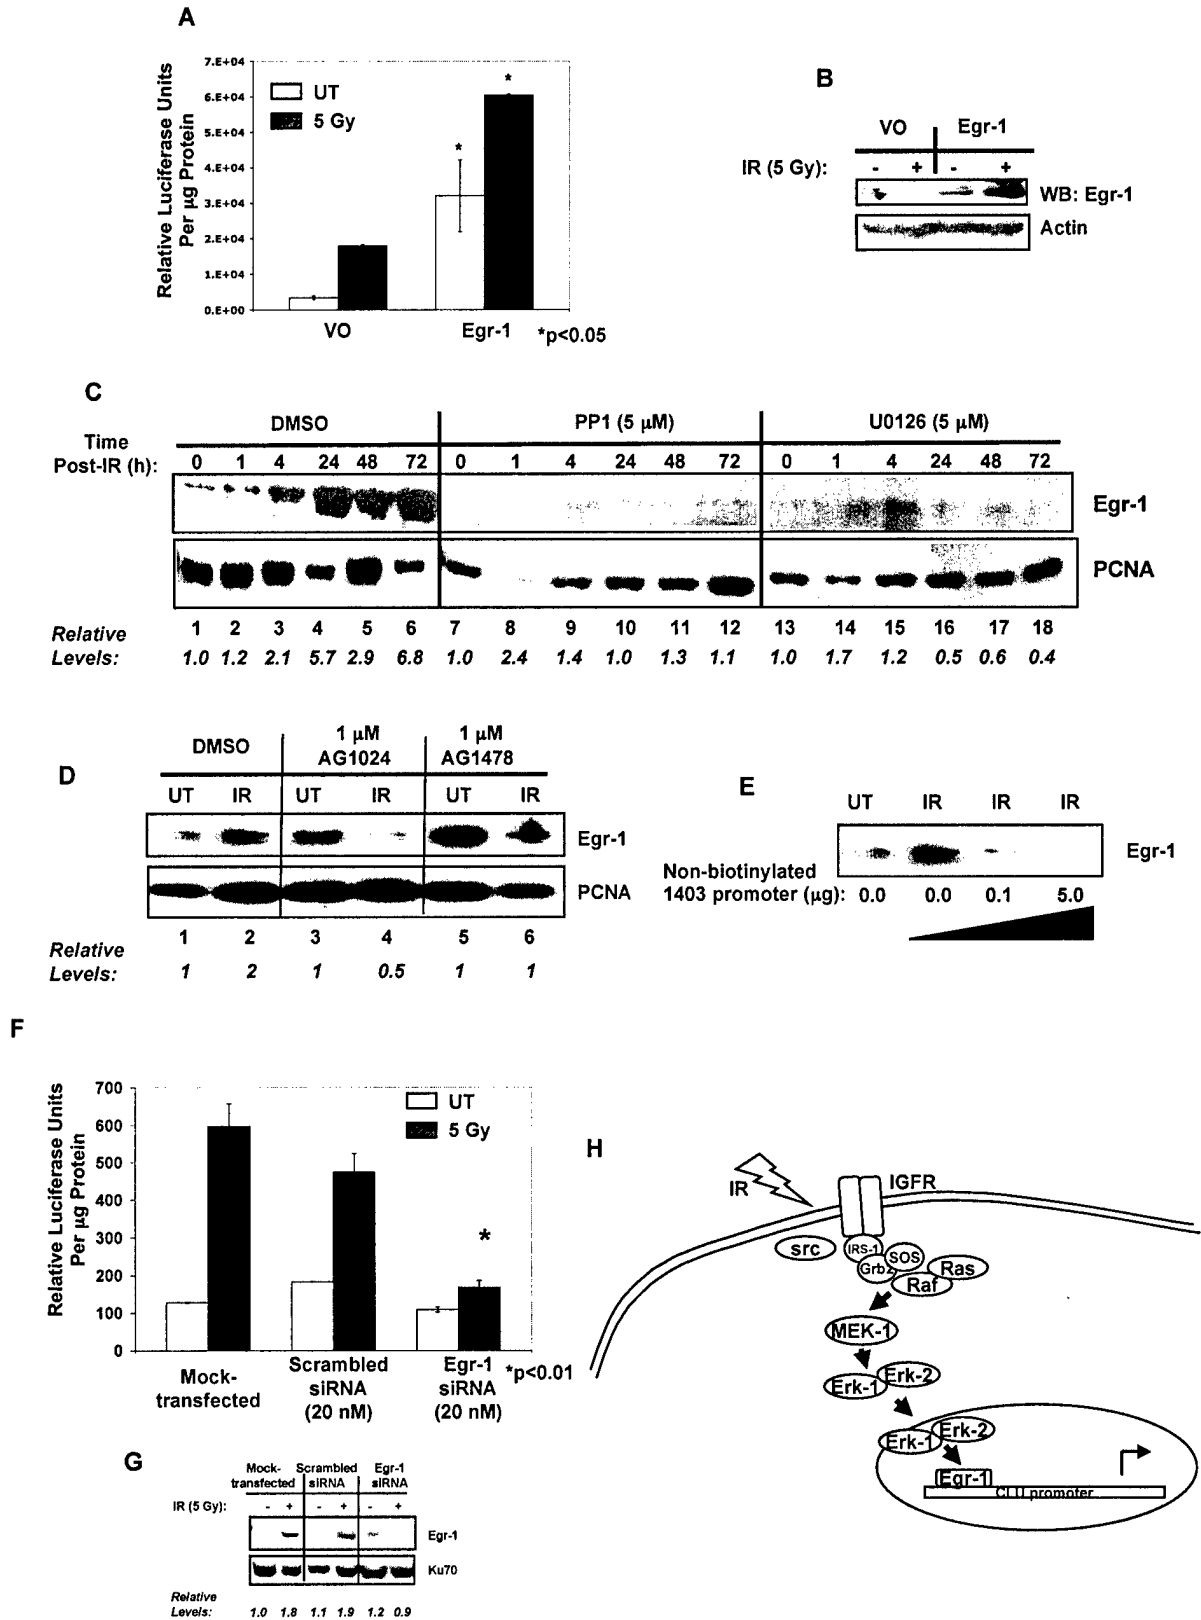 A
Relative Luciferase Units
Per µg Protein
7.E+04
6.E+04
5.E+04
4.E+04
3.E+04
2.E+04
1.E+04
0.E+00
UT
5 Gy
*
*
VO
Egr-1
*p<0.05
B
VO Egr-1
IR (5 Gy): - + - +
WB: Egr-1
Actin
C
DMSO PP1 (5 µM) U0126 (5 µM)
Time
Post-IR (h): 0 1 4 24 48 72 0 1 4 24 48 72 0 1 4 24 48 72
Egr-1
PCNA
1 2 3 4 5 6 7 8 9 10 11 12 13 14 15 16 17 18
Relative
Levels: 1.0 1.2 2.1 5.7 2.9 6.8 1.0 2.4 1.4 1.0 1.3 1.1 1.0 1.7 1.2 0.5 0.6 0.4
D
DMSO
1 µM
AG1024
1 µM
AG1478
UT IR UT IR UT IR
Egr-1
PCNA
1 2 3 4 5 6
Relative
Levels: 1 2 1 0.5 1 1
E
UT IR IR IR
Egr-1
Non-biotinylated
1403 promoter (µg): 0.0 0.0 0.1 5.0
F
Relative Luciferase Units
Per µg Protein
700
600
500
400
300
200
100
0
UT
5 Gy
*
Mock-
transfected
Scrambled
siRNA
(20 nM)
Egr-1
siRNA
(20 nM)
*p<0.01
G
Mock-
transfected
Scrambled
siRNA
Egr-1
siRNA
IR (5 Gy): - + - + - +
Egr-1
Ku70
Relative
Levels: 1.0 1.8 1.1 1.9 1.2 0.9
H
IR
IGFR
src
IRS-1
Grb2
SOS
Ras
Raf
MEK-1
Erk-1
Erk-2
Erk-1
Erk-2
Egr-1
CLU promoter